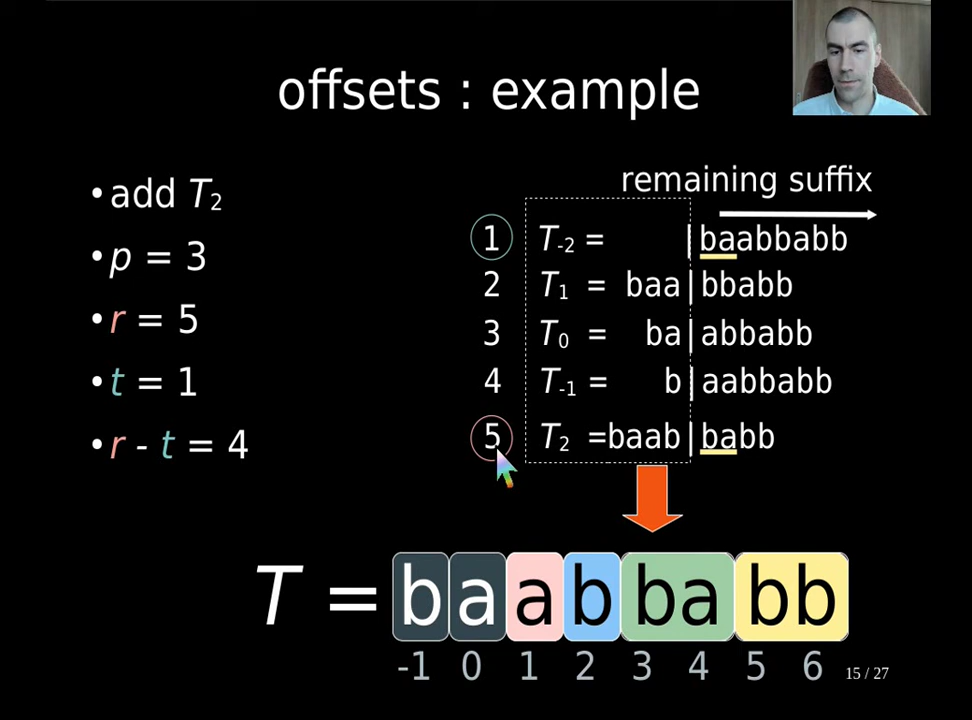 offsets : example
•add T2
•p = 3
•r = 5
•t = 1
•r - t = 4
remaining suffix
1 T-2 = |baabbabb
2 T1 = baa|bbabb
3 T0 = ba|abbabb
4 T-1 = b|aabbabb
5 T2 =baab|babb
T = baabbabb
-1 0 1 2 3 4 5 6
15 / 27